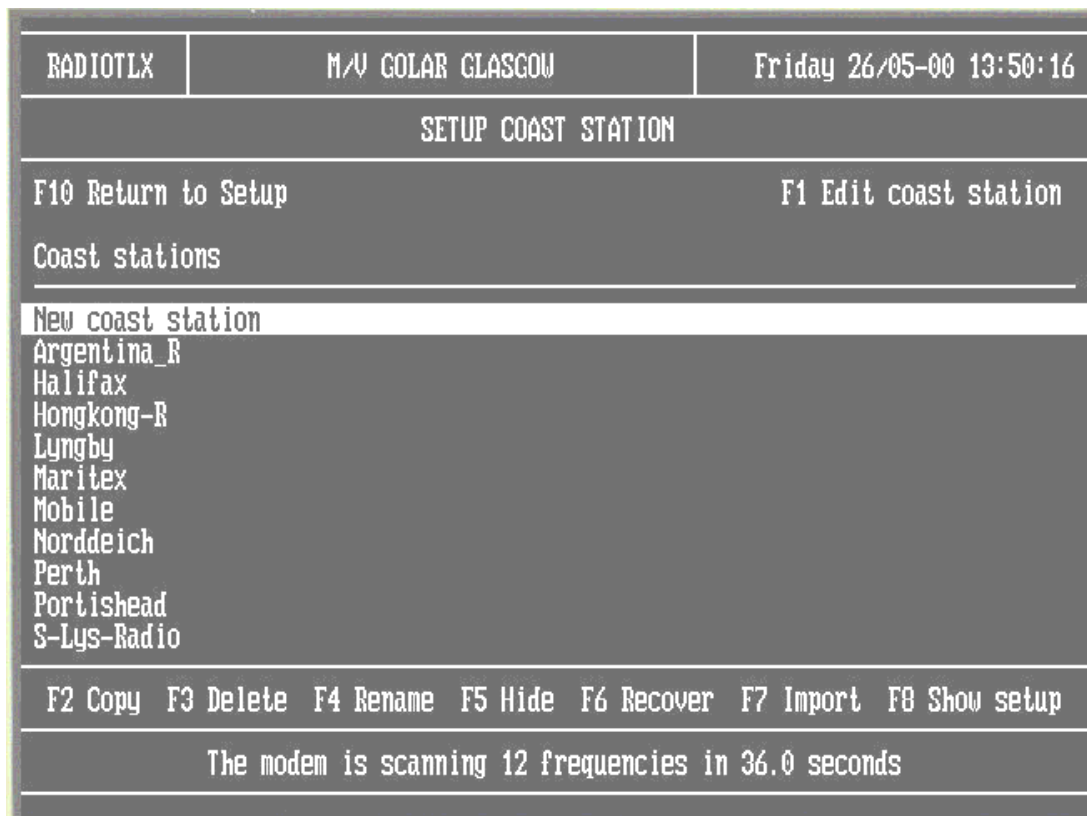 RADIOTLX M/V GOLAR GLASGOW Friday 26/05-00 13:50:16
SETUP COAST STATION
F10 Return to Setup F1 Edit coast station
Coast stations
New coast station
Argentina_R
Halifax
Hongkong-R
Lyngby
Maritex
Mobile
Norddeich
Perth
Portishead
S-Lys-Radio
F2 Copy F3 Delete F4 Rename F5 Hide F6 Recover F7 Import F8 Show setup
The modem is scanning 12 frequencies in 36.0 seconds